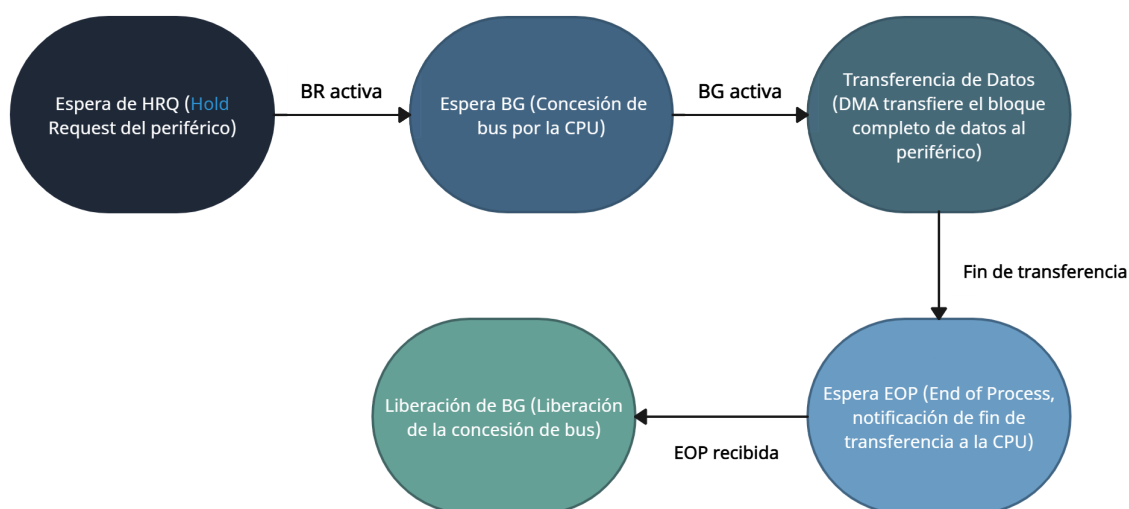 Espera de HRQ (Hold
Request del periférico)
BR activa
Espera BG (Concesión de
bus por la CPU)
BG activa
Transferencia de Datos
(DMA transfiere el bloque
completo de datos al
periférico)
Fin de transferencia
Espera EOP (End of Process,
notificación de fin de
transferencia a la CPU)
EOP recibida
Liberación de BG (Liberación
de la concesión de bus)